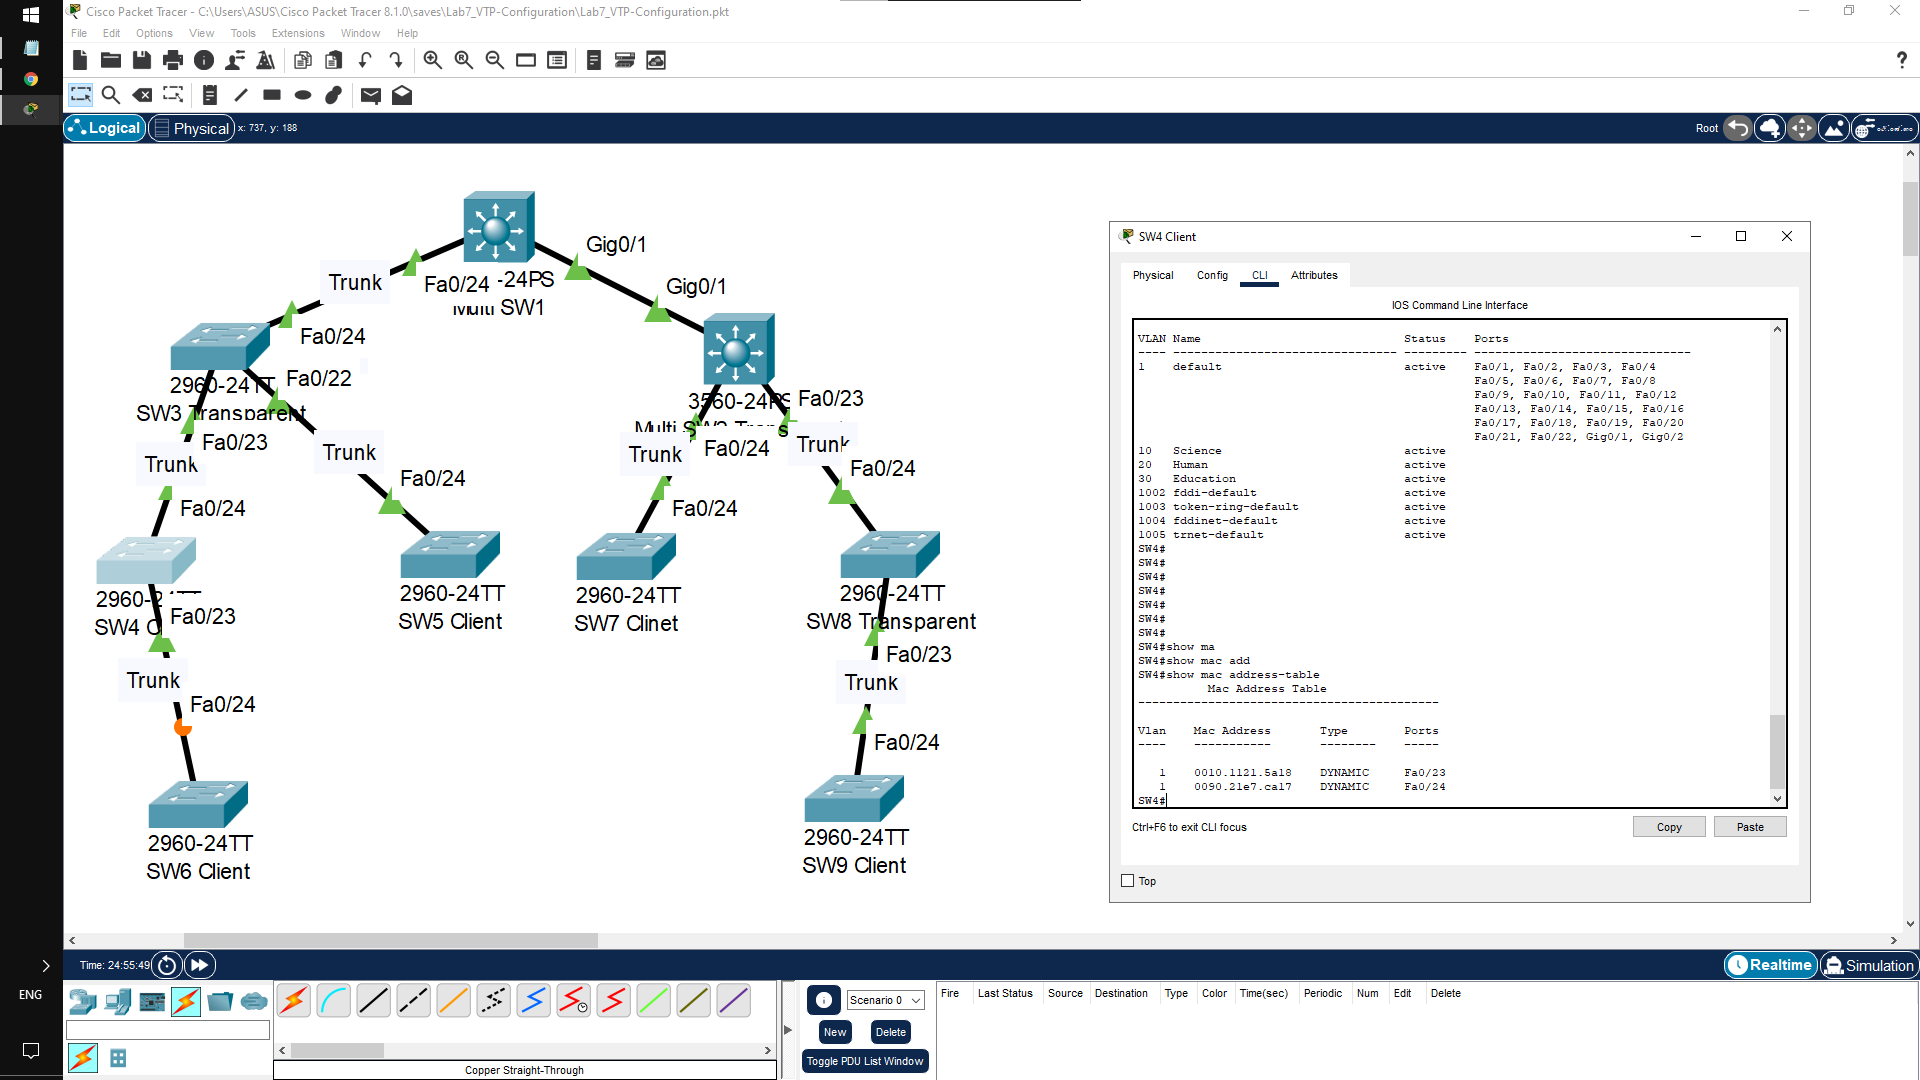 Cisco Packet Tracer - C:\Users\ASUS\Cisco Packet Tracer 8.1.0\saves\Lab7_VTP-Configuration\Lab7_VTP-Configuration.pkt
File Edit Options View Tools Extensions Window Help
?
Logical Physical x: 737, y: 188
Root
Gig0/1
Trunk
Fa0/24 -24PS
SW1
Gig0/1
Fa0/24
Fa0/22
2960-24TT
SW3 Transparent
Fa0/23
Trunk
Trunk
Fa0/24
Fa0/24
3560-24PS
Fa0/23
Multi
Trunk
Fa0/24
Trunk
Fa0/24
Fa0/24
2960-24TT
SW4
Fa0/23
Trunk
Fa0/24
2960-24TT
SW6 Client
2960-24TT
SW5 Client
2960-24TT
SW7 Clinet
2960-24TT
SW8 Transparent
Fa0/23
Trunk
Fa0/24
2960-24TT
SW9 Client
SW4 Client
Physical Config CLI Attributes
IOS Command Line Interface
VLAN Name Status Ports
---- -------------------------------- --------- -------------------------------
1 default active Fa0/1, Fa0/2, Fa0/3, Fa0/4
Fa0/5, Fa0/6, Fa0/7, Fa0/8
Fa0/9, Fa0/10, Fa0/11, Fa0/12
Fa0/13, Fa0/14, Fa0/15, Fa0/16
Fa0/17, Fa0/18, Fa0/19, Fa0/20
Fa0/21, Fa0/22, Gig0/1, Gig0/2
10 Science active
20 Human active
30 Education active
1002 fddi-default active
1003 token-ring-default active
1004 fddinet-default active
1005 trnet-default active
SW4#
SW4#
SW4#
SW4#
SW4#
SW4#
SW4#
SW4#show ma
SW4#show mac add
SW4#show mac address-table
Mac Address Table
-------------------------------------------
Vlan Mac Address Type Ports
---- ----------- -------- -----
1 0010.1121.5a18 DYNAMIC Fa0/23
1 0090.21e7.ca17 DYNAMIC Fa0/24
SW4#
Ctrl+F6 to exit CLI focus
Copy Paste
Top
Time: 24:55:49
Realtime Simulation
ENG
Scenario 0
New Delete
Toggle PDU List Window
Fire Last Status Source Destination Type Color Time(sec) Periodic Num Edit Delete
Copper Straight-Through